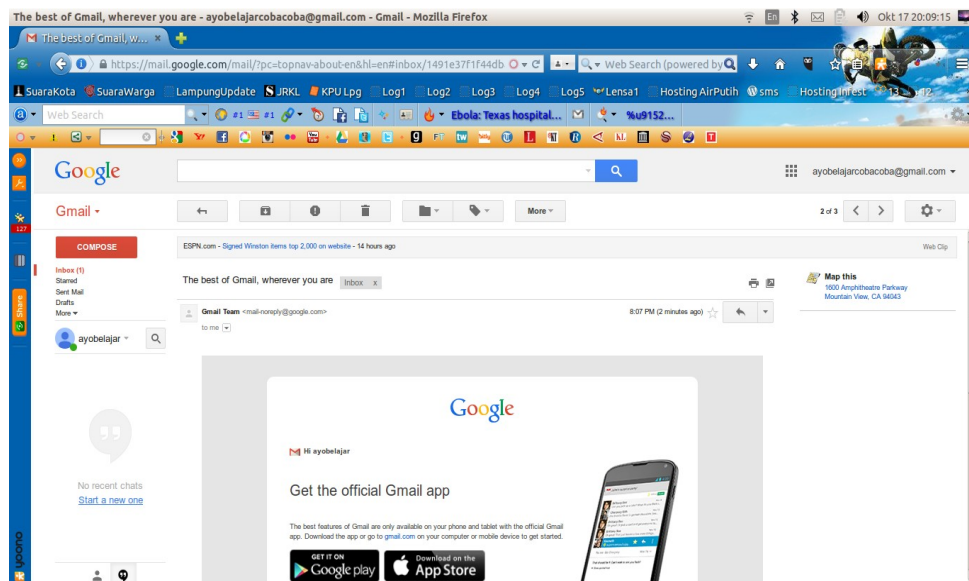 The best of Gmail, wherever you are - ayobelajarcobacoba@gmail.com - Gmail - Mozilla Firefox
En
Okt 17 20:09:15
The best of Gmail, w... ×
https://mail.google.com/mail/?pc=topnav-about-en&hl=en#inbox/1491e37f1f44db
Web Search (powered by
SuaraKota SuaraWarga LampungUpdate JRKL KPU Lpg Log1 Log2 Log3 Log4 Log5 Lensa1 Hosting AirPutih sms Hosting Infest 13 12
Web Search #1 #1 Ebola: Texas hospital... %u9152...
127
Share
yoono
Google
ayobelajarcobacoba@gmail.com
Gmail
More
2 of 3
COMPOSE
Inbox (1)
Starred
Sent Mail
Drafts
More
ayobelajar
No recent chats
Start a new one
ESPN.com - Signed Winston items top 2,000 on website - 14 hours ago
Web Clip
The best of Gmail, wherever you are Inbox x
Gmail Team <mail-noreply@google.com>
8:07 PM (2 minutes ago)
to me
Map this
1600 Amphitheatre Parkway
Mountain View, CA 94043
Google
Hi ayobelajar
Get the official Gmail app
The best features of Gmail are only available on your phone and tablet with the official Gmail
app. Download the app or go to gmail.com on your computer or mobile device to get started.
GET IT ON
Google play
Download on the
App Store